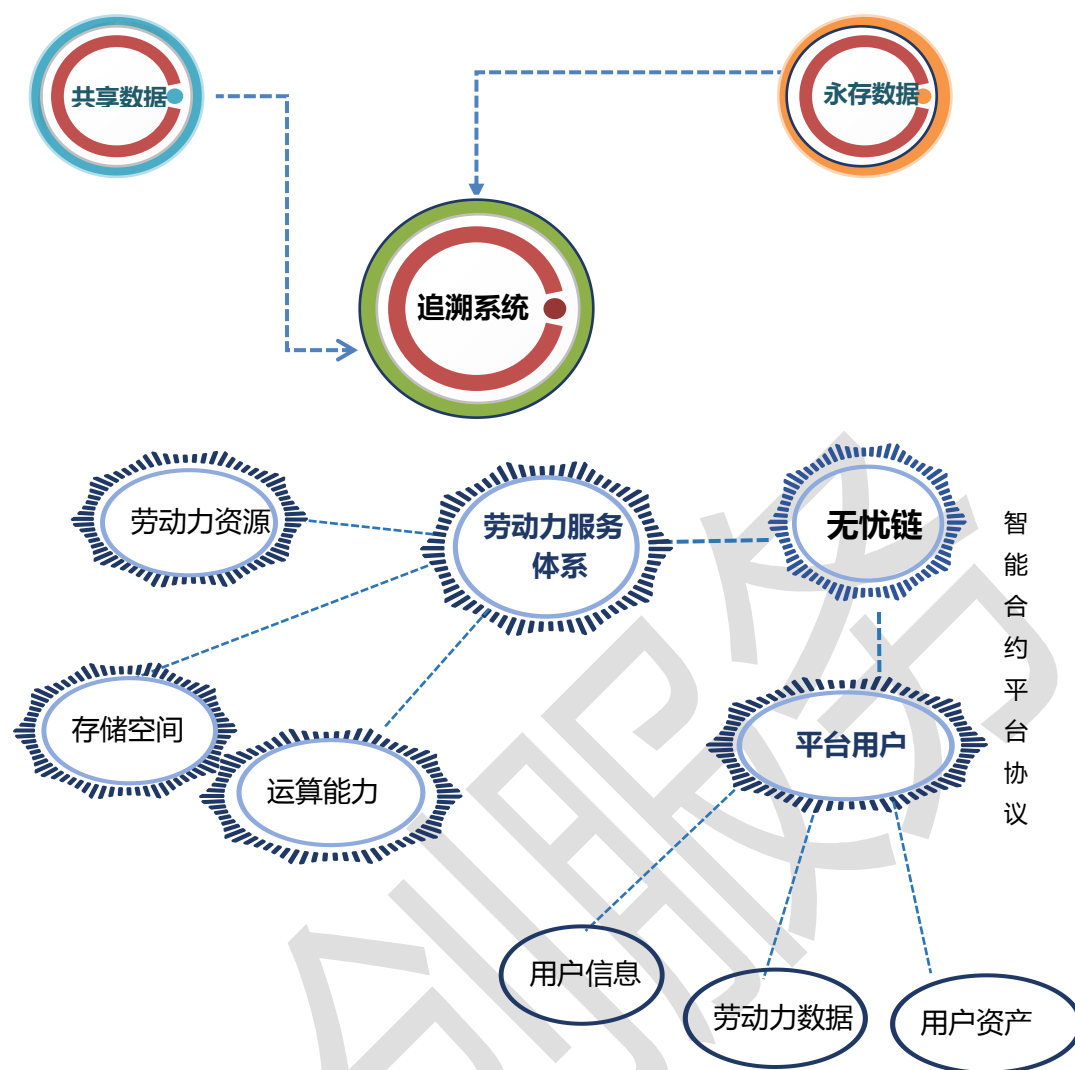 共享数据
永存数据
追溯系统
劳动力资源
劳动力服务
体系
无忧链
智
能
合
约
平
台
协
议
存储空间
运算能力
平台用户
用户信息
劳动力数据
用户资产
创服务